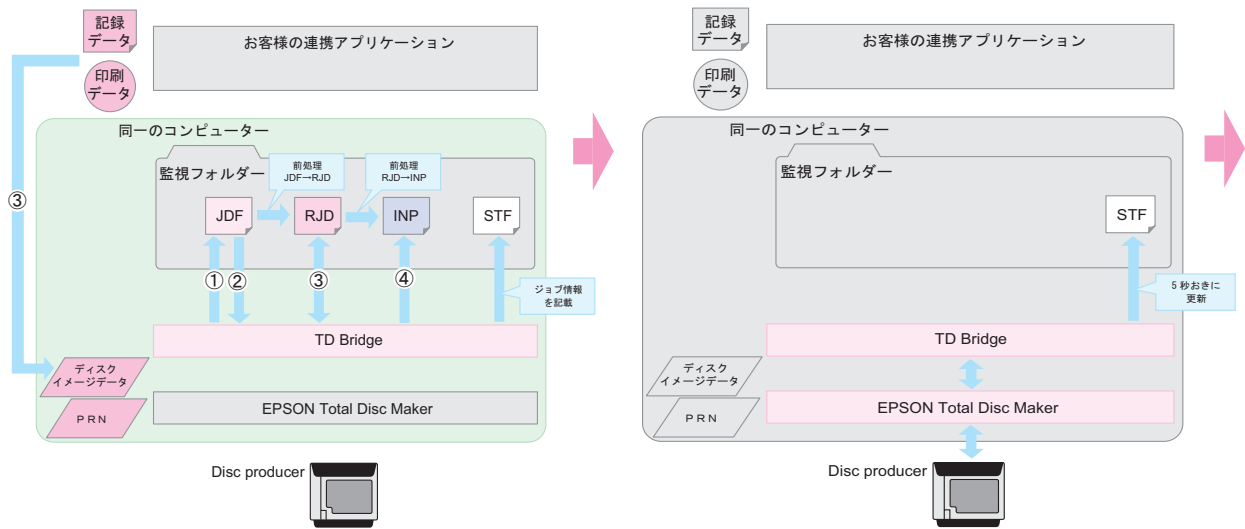 記録
データ
お客様の連携アプリケーション
印刷
データ
同一のコンピューター
監視フォルダー
前処理
JDF→RJD
前処理
RJD→INP
JDF
RJD
INP
STF
③
①
②
③
④
ジョブ情報
を記載
TD Bridge
ディスク
イメージデータ
EPSON Total Disc Maker
PRN
Disc producer
記録
データ
お客様の連携アプリケーション
印刷
データ
同一のコンピューター
監視フォルダー
STF
5 秒おきに
更新
TD Bridge
ディスク
イメージデータ
EPSON Total Disc Maker
PRN
Disc producer